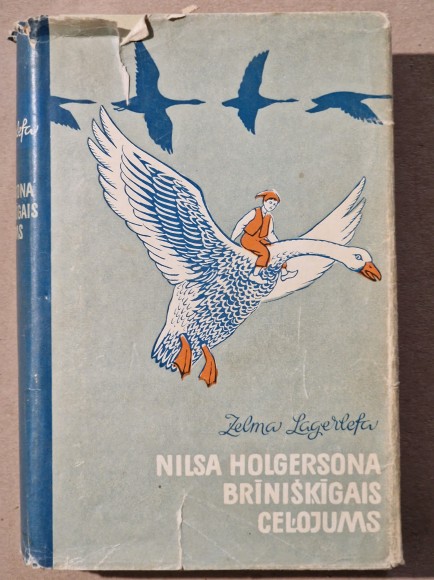 Zelma Lagerlefa
NILSA HOLGERSONA
BRĪNIŠĶĪGAIS
CEĻOJUMS